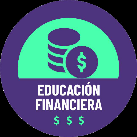 $
EDUCACIÓN
FINANCIERA
$ $ $